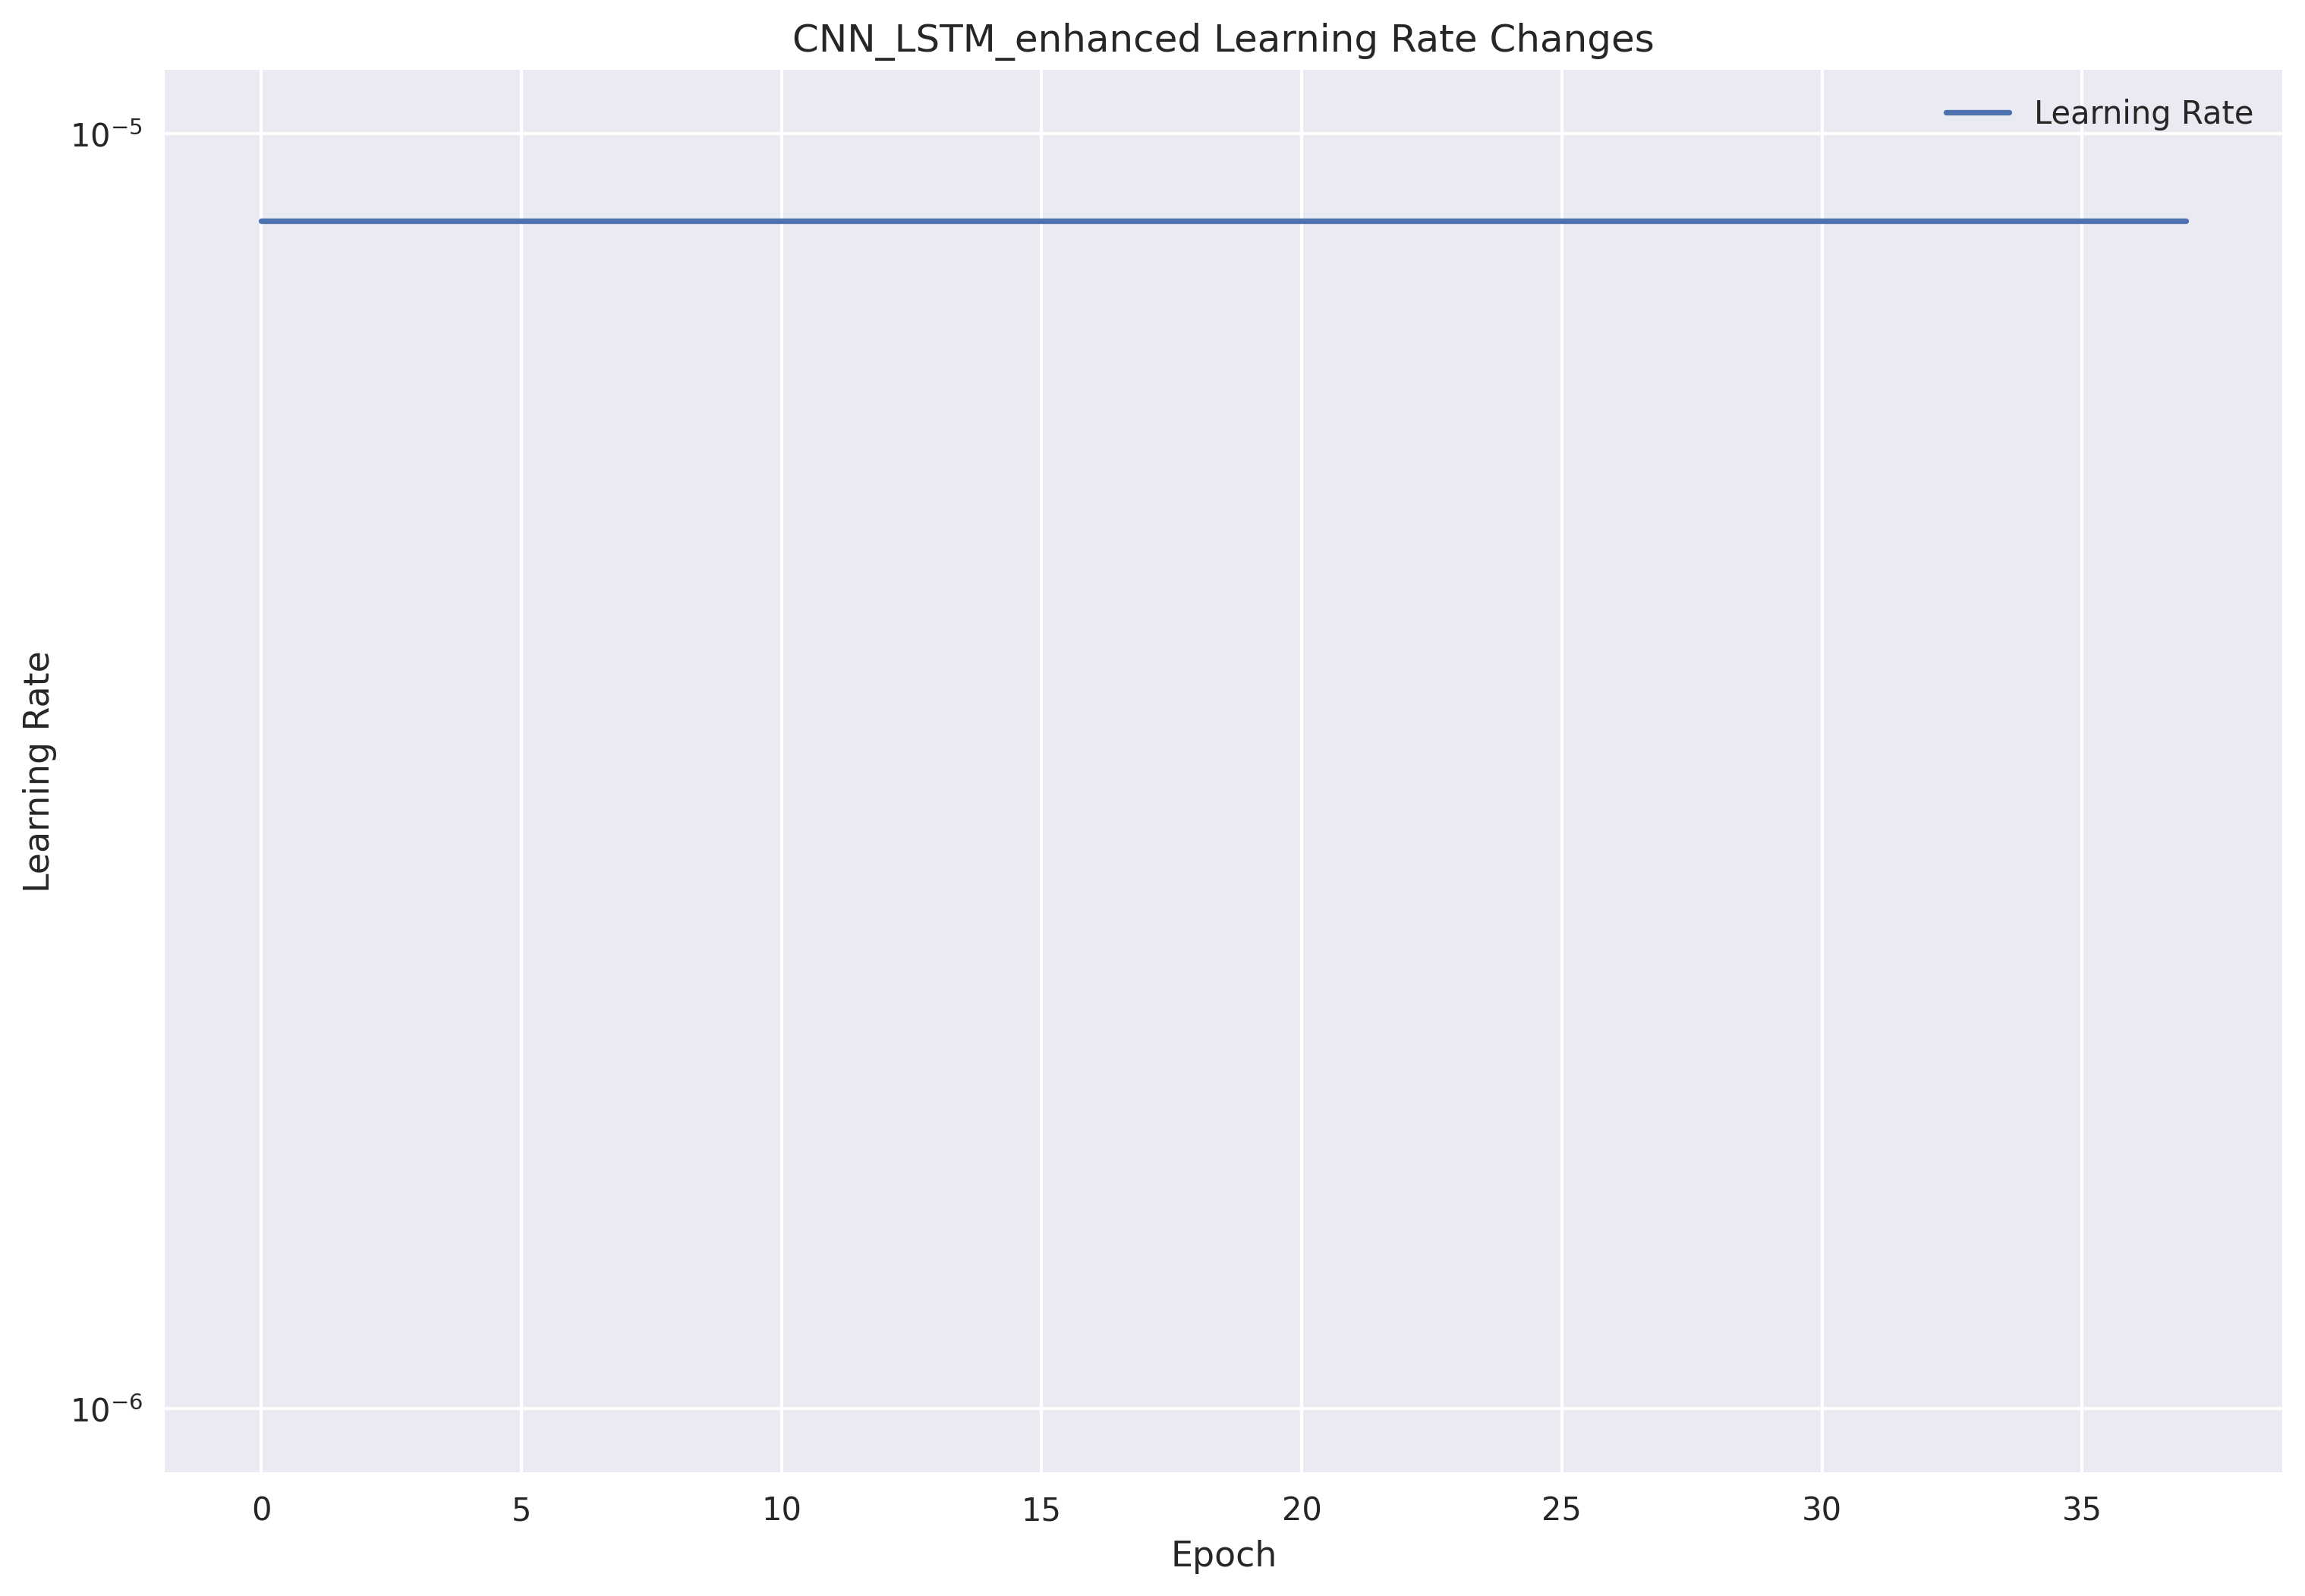 CNN_LSTM_enhanced Learning Rate Changes
Learning Rate
10⁻⁵
Learning Rate
10⁻⁶
0 5 10 15 20 25 30 35
Epoch